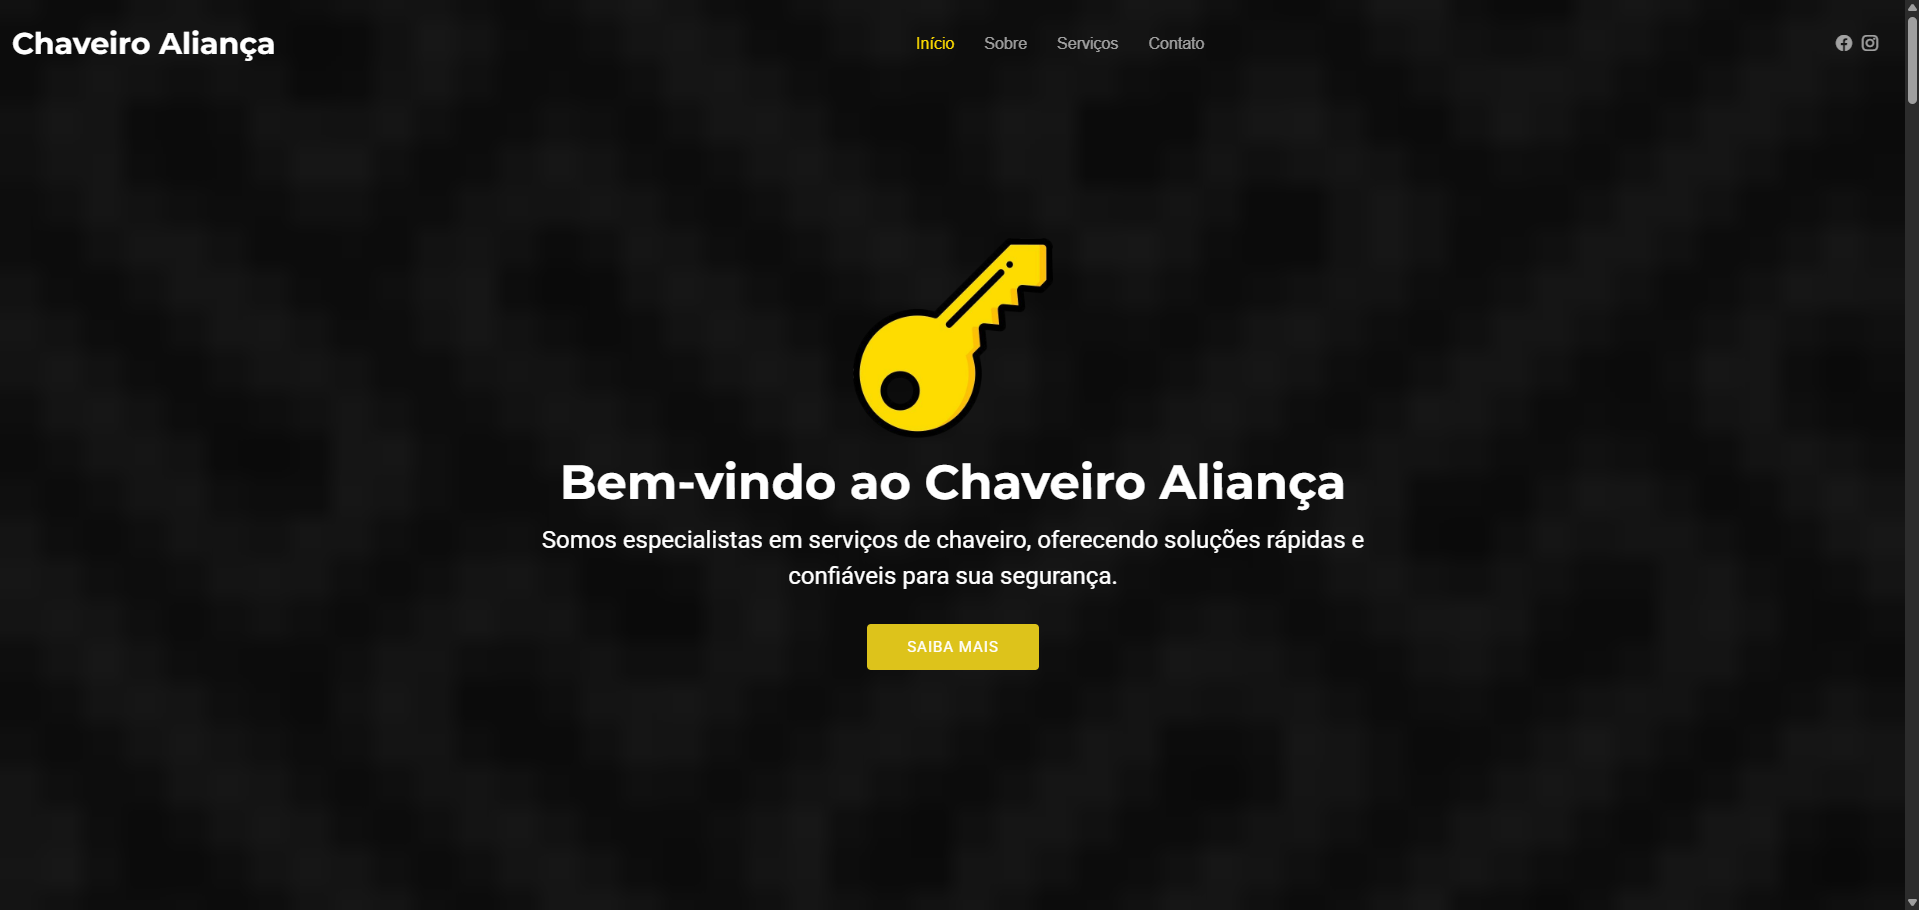 Chaveiro Aliança
Início Sobre Serviços Contato
Bem-vindo ao Chaveiro Aliança
Somos especialistas em serviços de chaveiro, oferecendo soluções rápidas e
confiáveis para sua segurança.
SAIBA MAIS